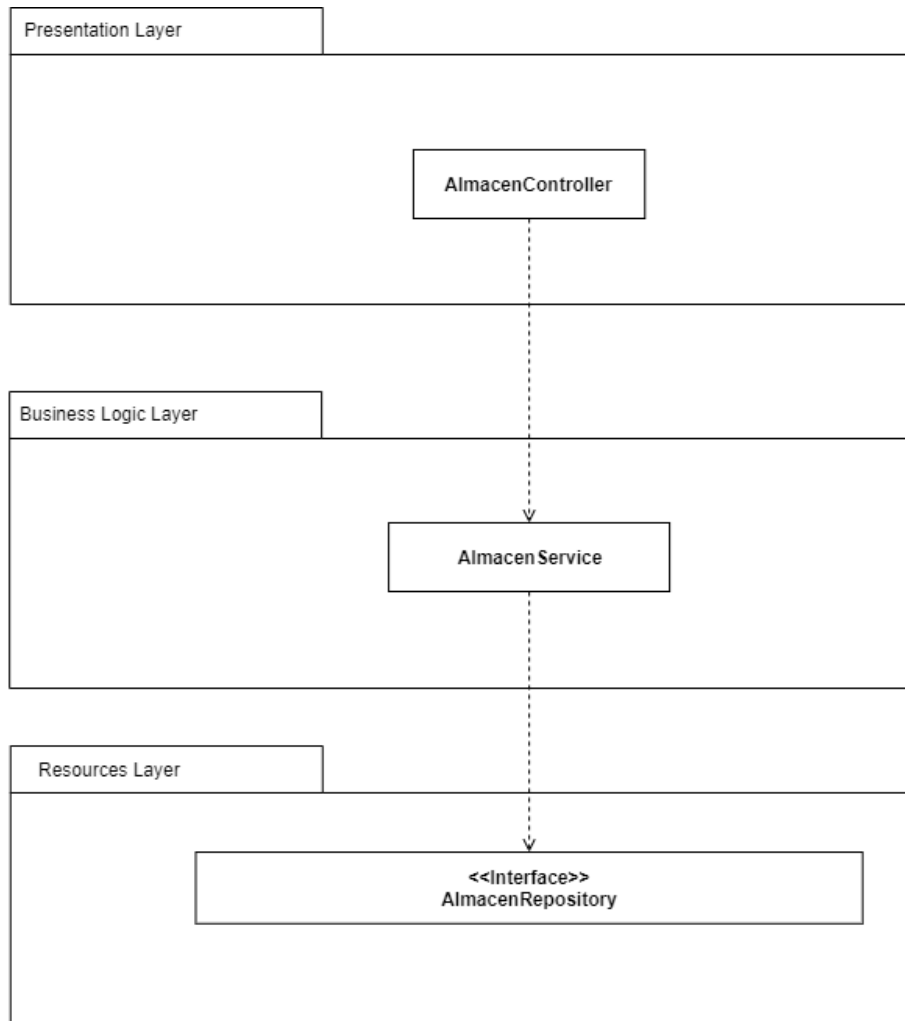 Presentation Layer
AlmacenController
Business Logic Layer
AlmacenService
Resources Layer
<<Interface>>
AlmacenRepository